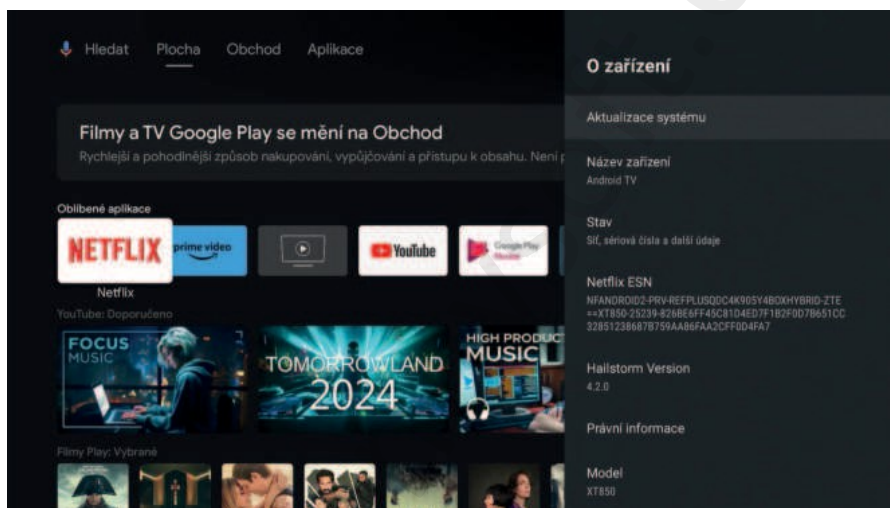 Hledat Plocha Obchod Aplikace
Filmy a TV Google Play se mění na Obchod
Rychlejší a pohodlnější způsob nakupování, vypůjčování a přístupu k obsahu. Není p
Oblíbené aplikace
NETFLIX
prime video
YouTube
Google Play
Movies
Netflix
YouTube: Doporučeno
FOCUS
MUSIC
TOMORROWLAND
2024
HIGH PRODUC
MUSIC
Filmy Play: Vybrané
O zařízení
Aktualizace systému
Název zařízení
Android TV
Stav
Síť, sériová čísla a další údaje
Netflix ESN
NFANDROID2-PRV-REFPLUSQDC4K905Y4BOXHYBRID-ZTE
==XT850-25239-826BE6FF45C81D4ED7F1B2F0D7B651CC
32851238687B759AA86FAA2CFF0D4FA7
Hailstorm Version
4.2.0
Právní informace
Model
XT850